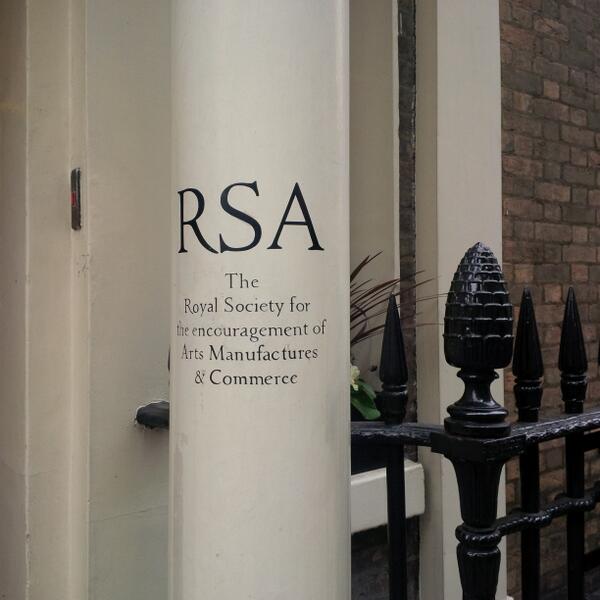 RSA
The
Royal Society for
the encouragement of
Arts Manufactures
& Commerce